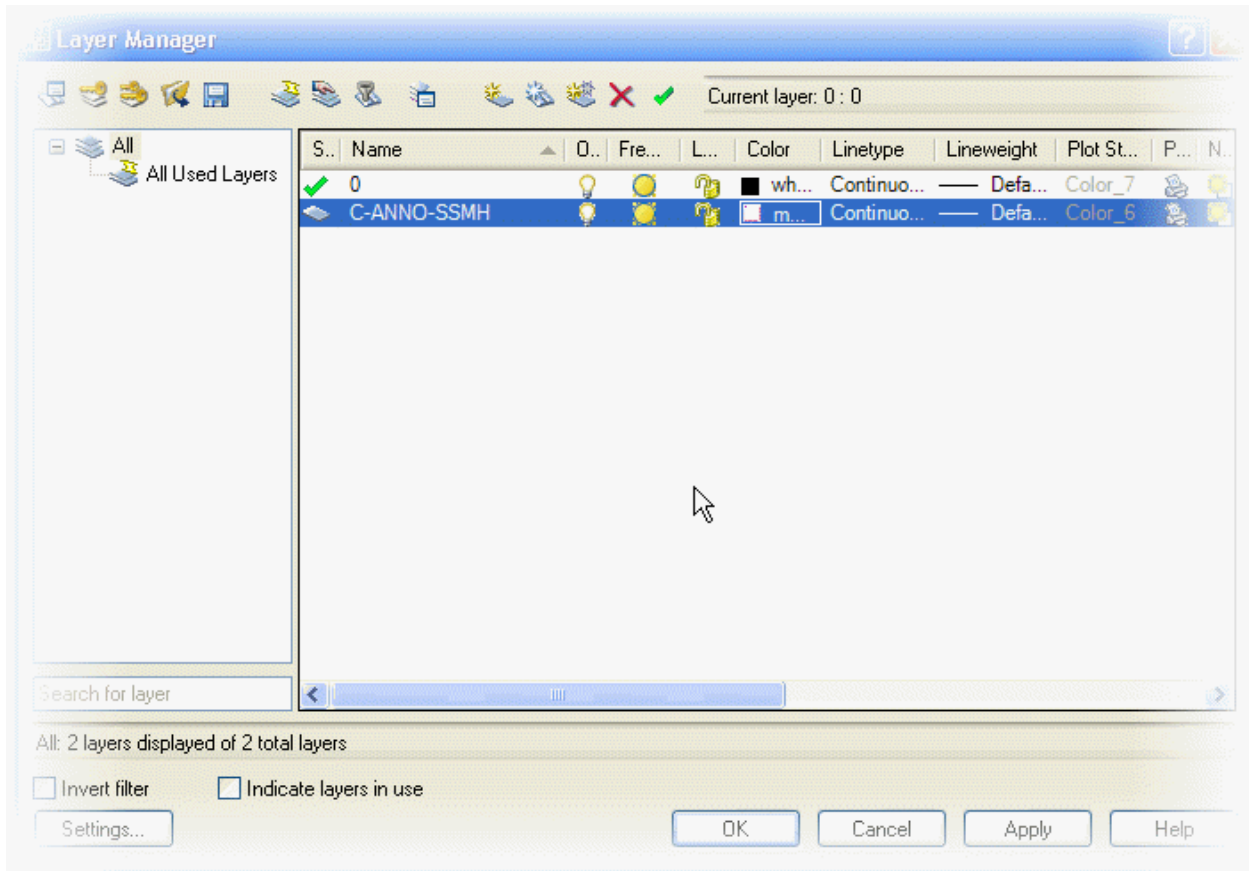 Layer Manager
Current layer: 0 : 0
All
All Used Layers
S.. Name O.. Fre... L... Color Linetype Lineweight Plot St... P... N..
0 wh... Continuo... Defa... Color_7
C-ANNO-SSMH m... Continuo... Defa... Color_6
Search for layer
All: 2 layers displayed of 2 total layers
Invert filter Indicate layers in use
Settings... OK Cancel Apply Help